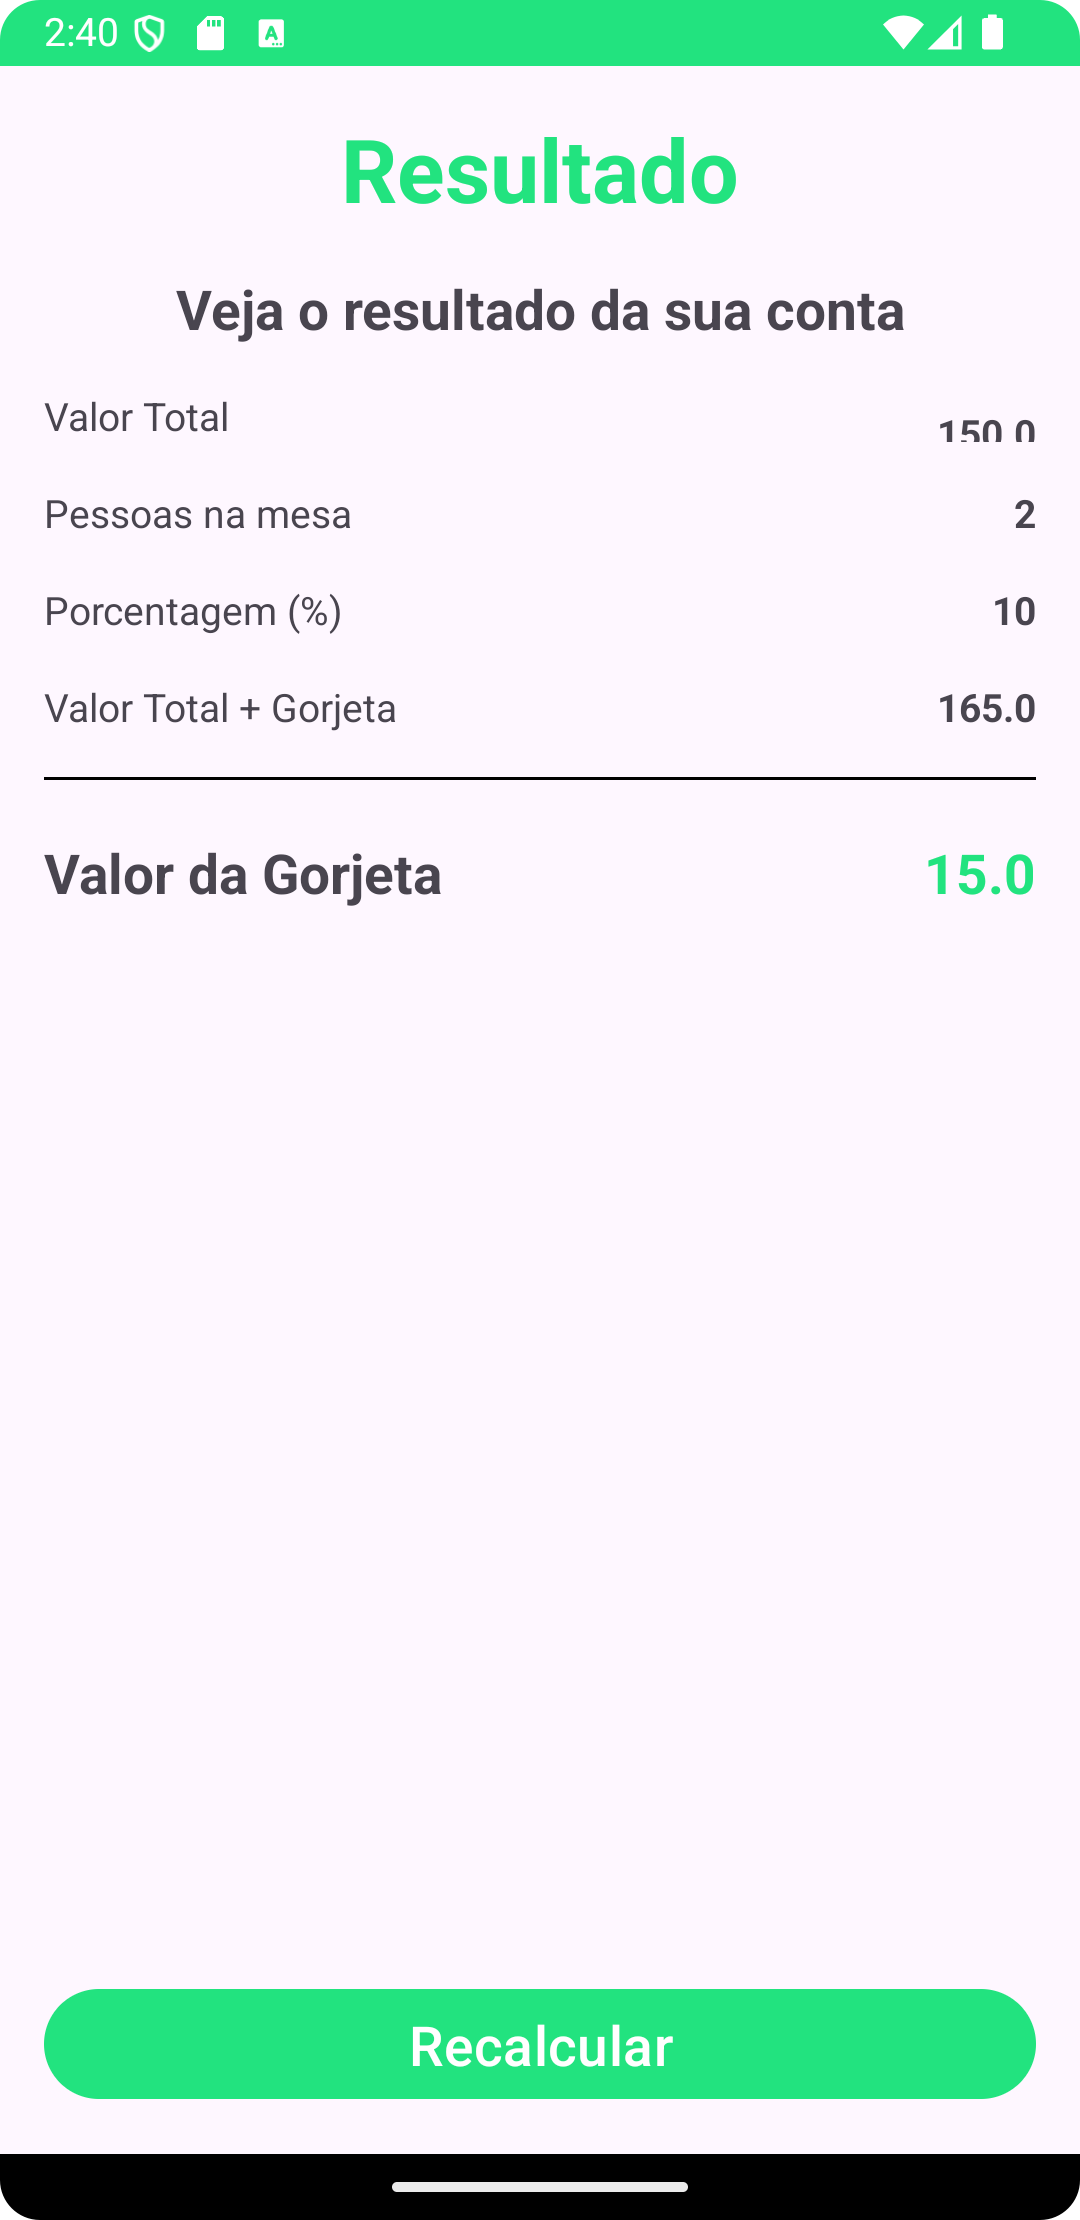 2:40
Resultado
Veja o resultado da sua conta
Valor Total 150.0
Pessoas na mesa 2
Porcentagem (%) 10
Valor Total + Gorjeta 165.0
Valor da Gorjeta 15.0
Recalcular